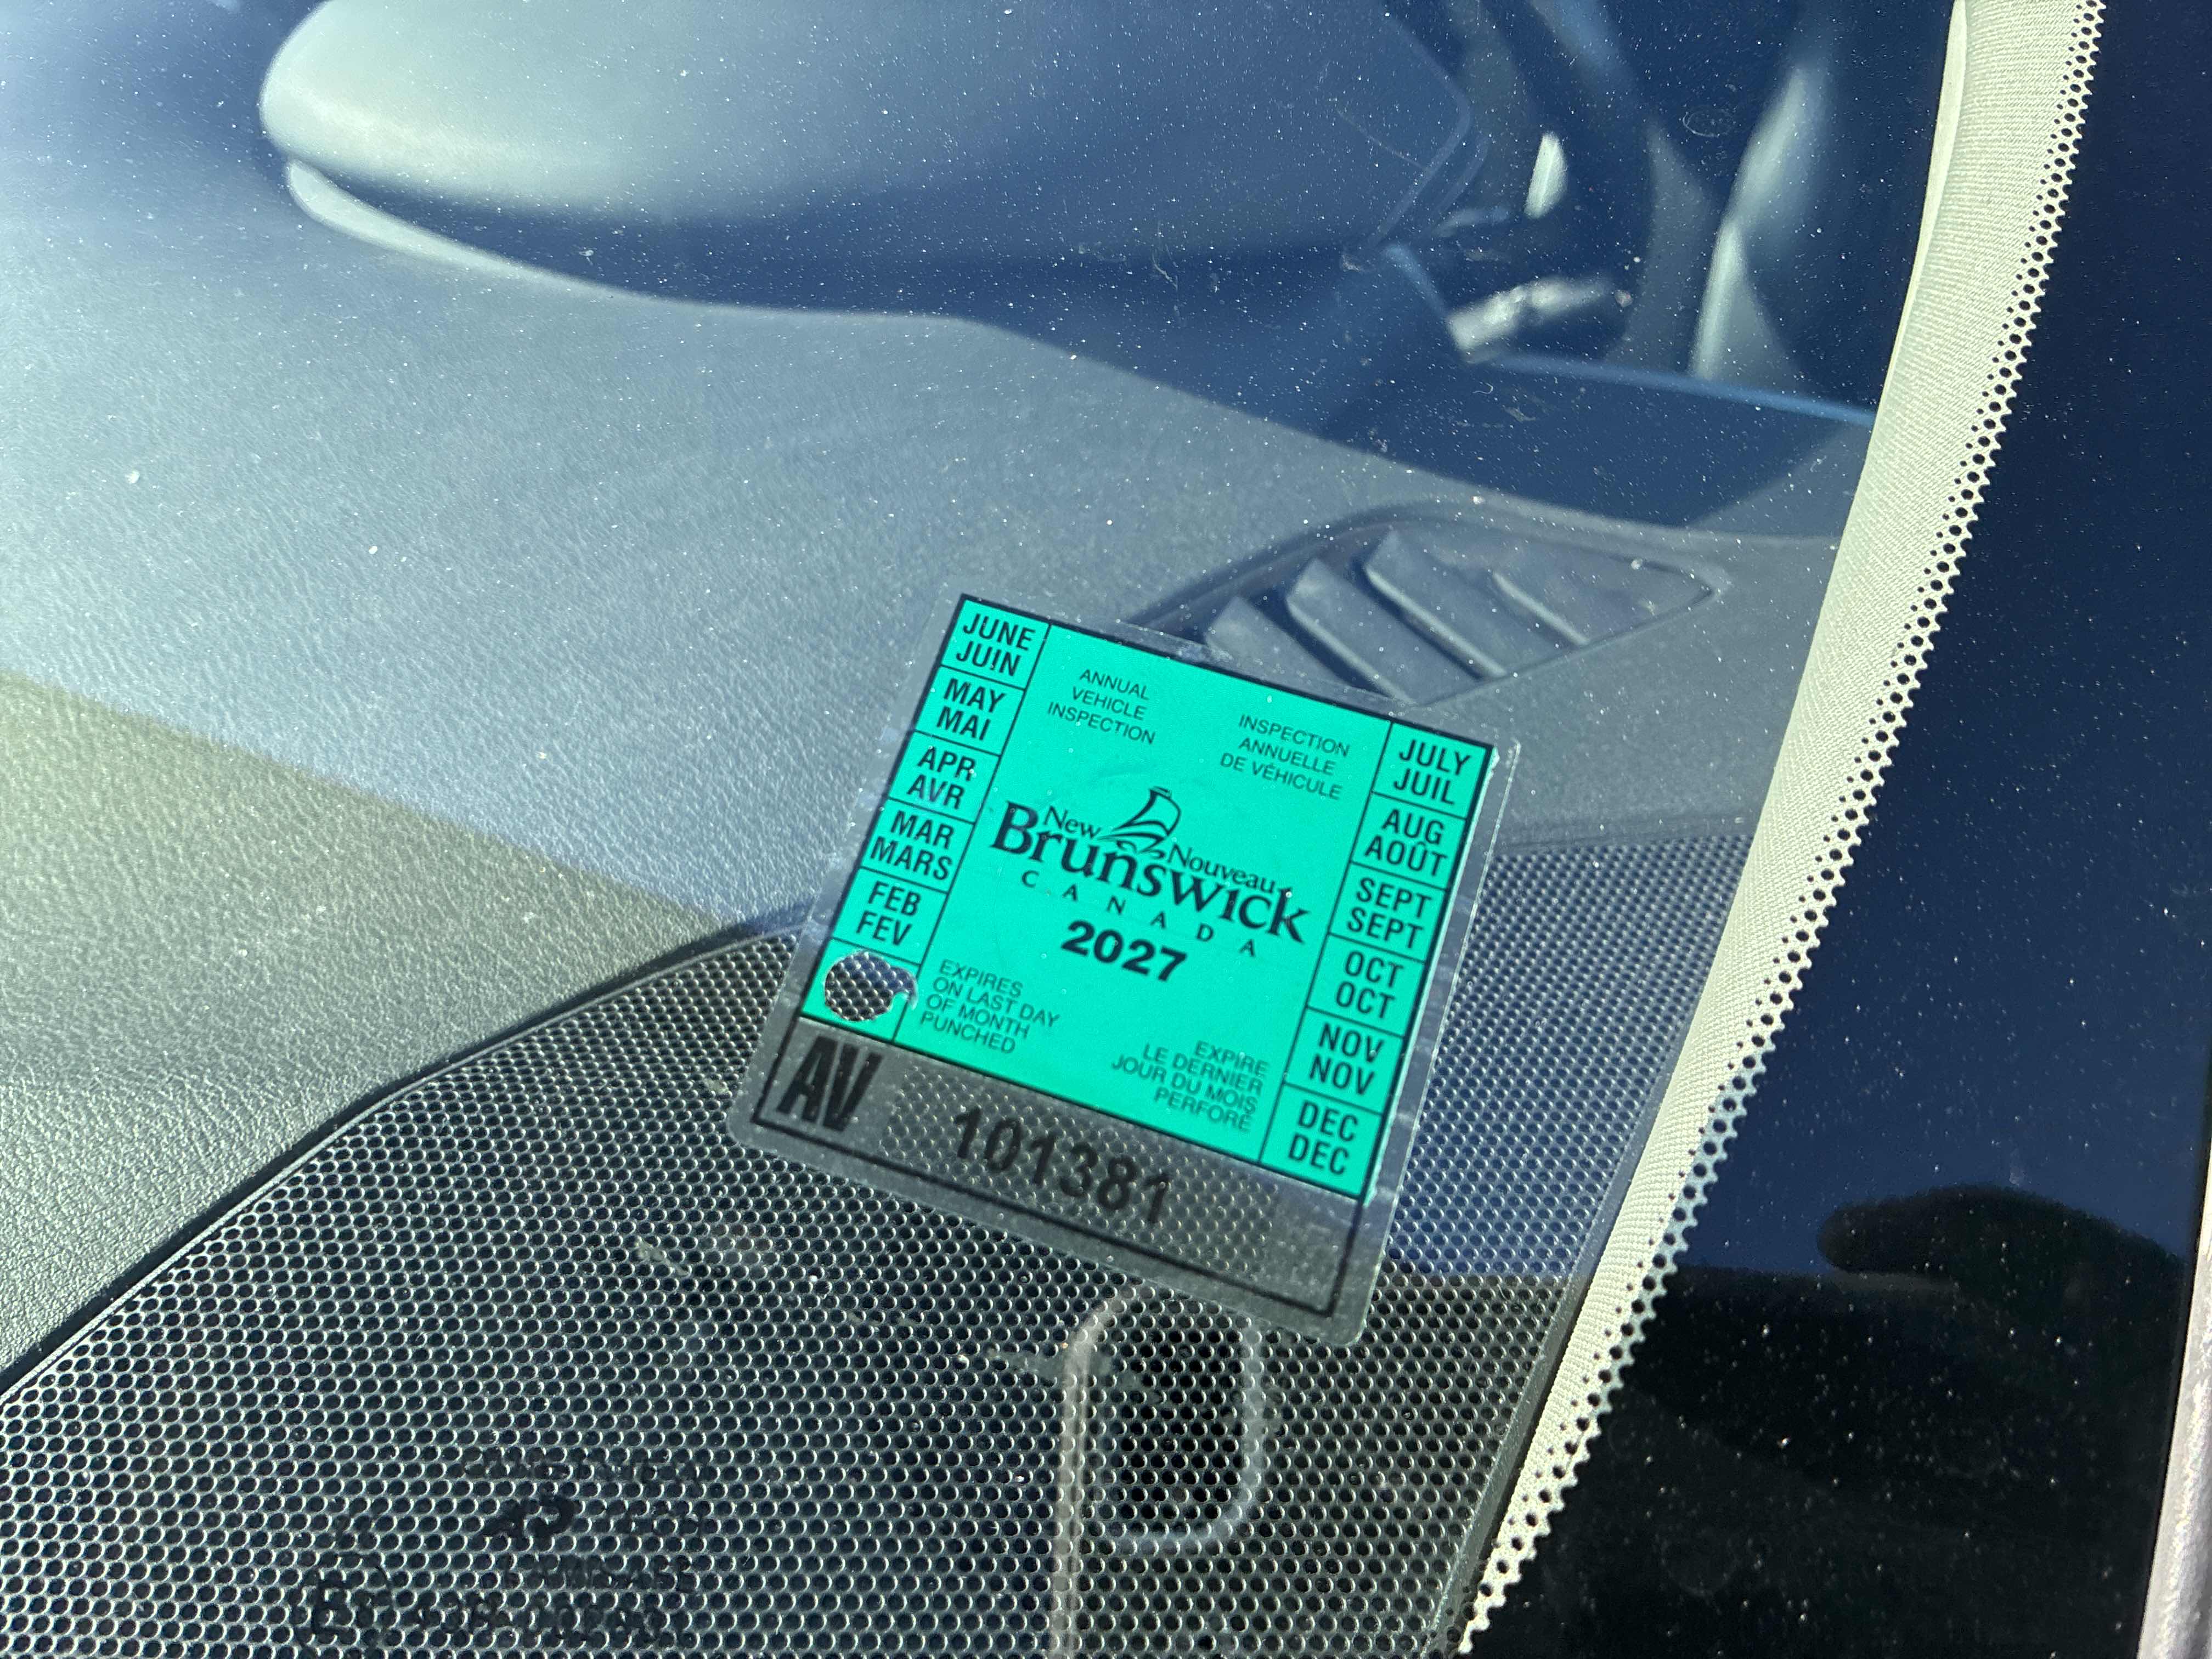 JUNE
JUIN
MAY
MAI
APR
AVR
MAR
MARS
FEB
FEV
ANNUAL
VEHICLE
INSPECTION
INSPECTION
ANNUELLE
DE VÉHICULE
New Nouveau
Brunswick
CANADA
2027
EXPIRES
ON LAST DAY
OF MONTH
PUNCHED
EXPIRE
LE DERNIER
JOUR DU MOIS
PERFORÉ
JULY
JUIL
AUG
AOÛT
SEPT
SEPT
OCT
OCT
NOV
NOV
DEC
DEC
AV 101381